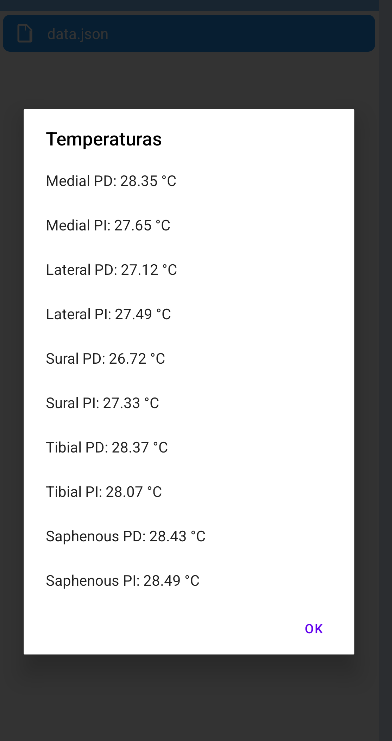 data.json
Temperaturas
Medial PD: 28.35 °C
Medial PI: 27.65 °C
Lateral PD: 27.12 °C
Lateral PI: 27.49 °C
Sural PD: 26.72 °C
Sural PI: 27.33 °C
Tibial PD: 28.37 °C
Tibial PI: 28.07 °C
Saphenous PD: 28.43 °C
Saphenous PI: 28.49 °C
OK